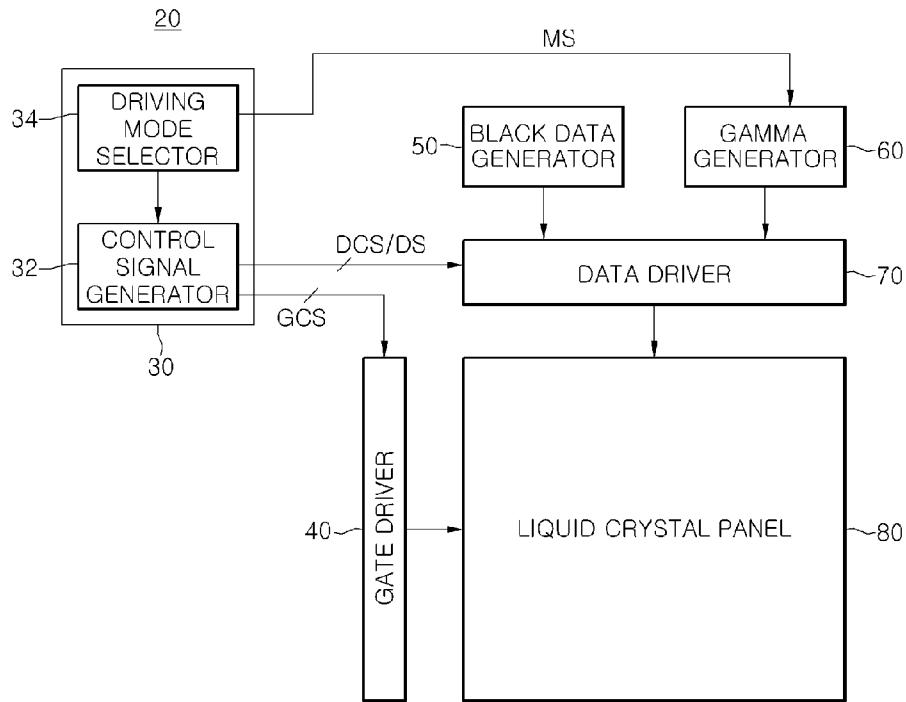 20
MS
34
DRIVING
MODE
SELECTOR
50
BLACK DATA
GENERATOR
GAMMA
GENERATOR
60
32
CONTROL
SIGNAL
GENERATOR
DCS/DS
GCS
DATA DRIVER
70
30
40
GATE DRIVER
LIQUID CRYSTAL PANEL
80